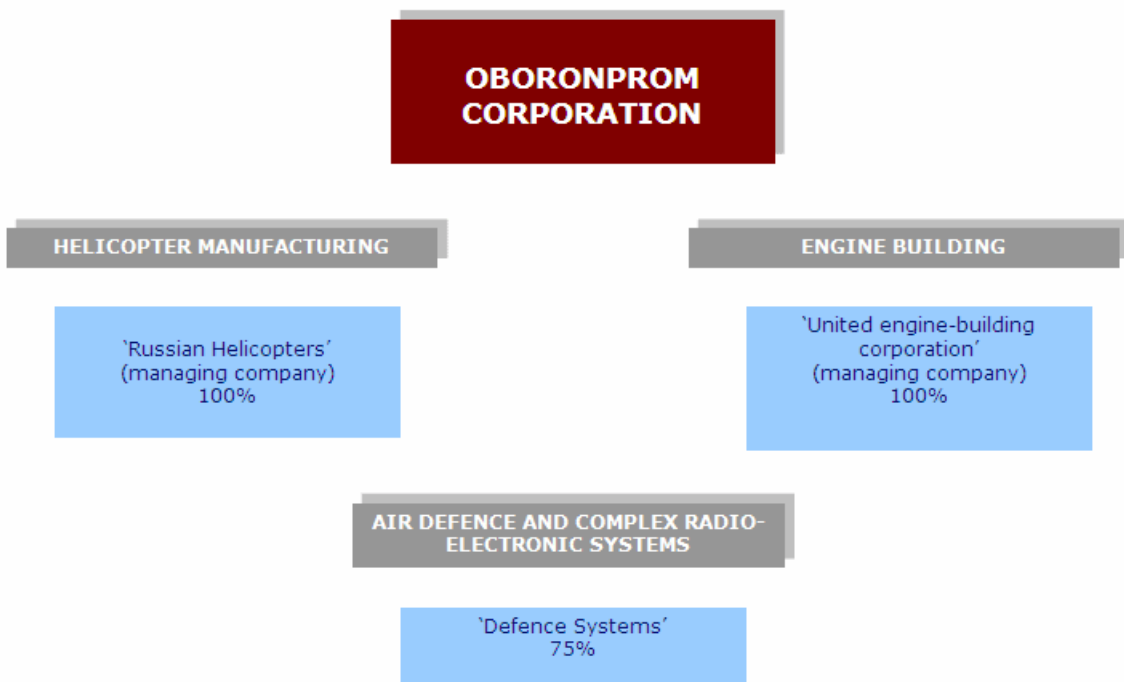 OBORONPROM
CORPORATION
HELICOPTER MANUFACTURING
ENGINE BUILDING
‵Russian Helicopters′
(managing company)
100%
‵United engine-building
corporation′
(managing company)
100%
AIR DEFENCE AND COMPLEX RADIO-
ELECTRONIC SYSTEMS
‵Defence Systems′
75%